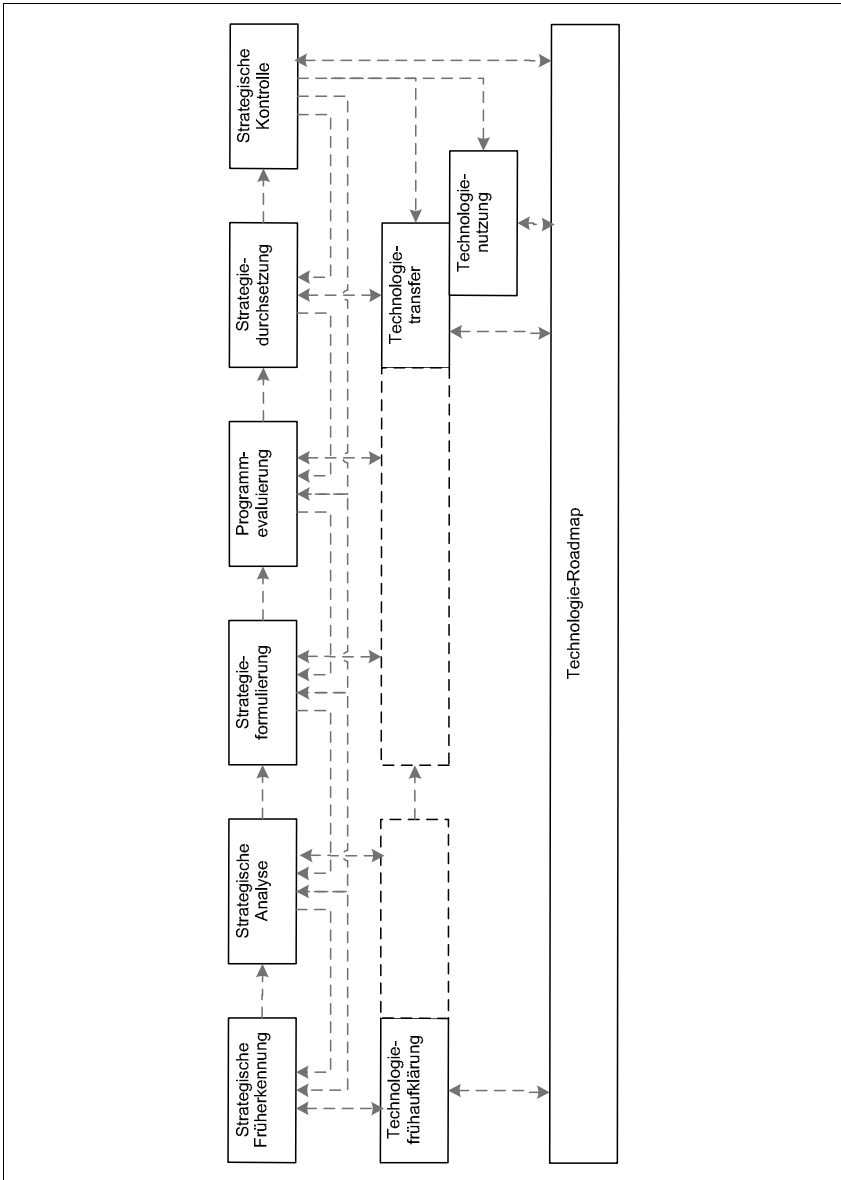 Strategische
Früherkennung
Strategische
Analyse
Strategie-
formulierung
Programm-
evaluierung
Strategie-
durchsetzung
Strategische
Kontrolle
Technologie-
frühaufklärung
Technologie-
transfer
Technologie-
nutzung
Technologie-Roadmap